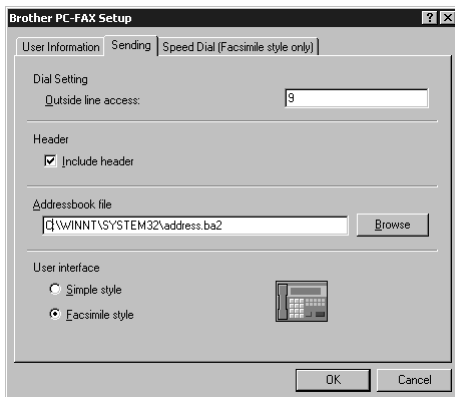 Brother PC-FAX Setup
User Information Sending Speed Dial (Facsimile style only)
Dial Setting
Outside line access: 9
Header
Include header
Addressbook file
C:\WINNT\SYSTEM32\address.ba2 Browse
User interface
Simple style
Facsimile style
OK Cancel